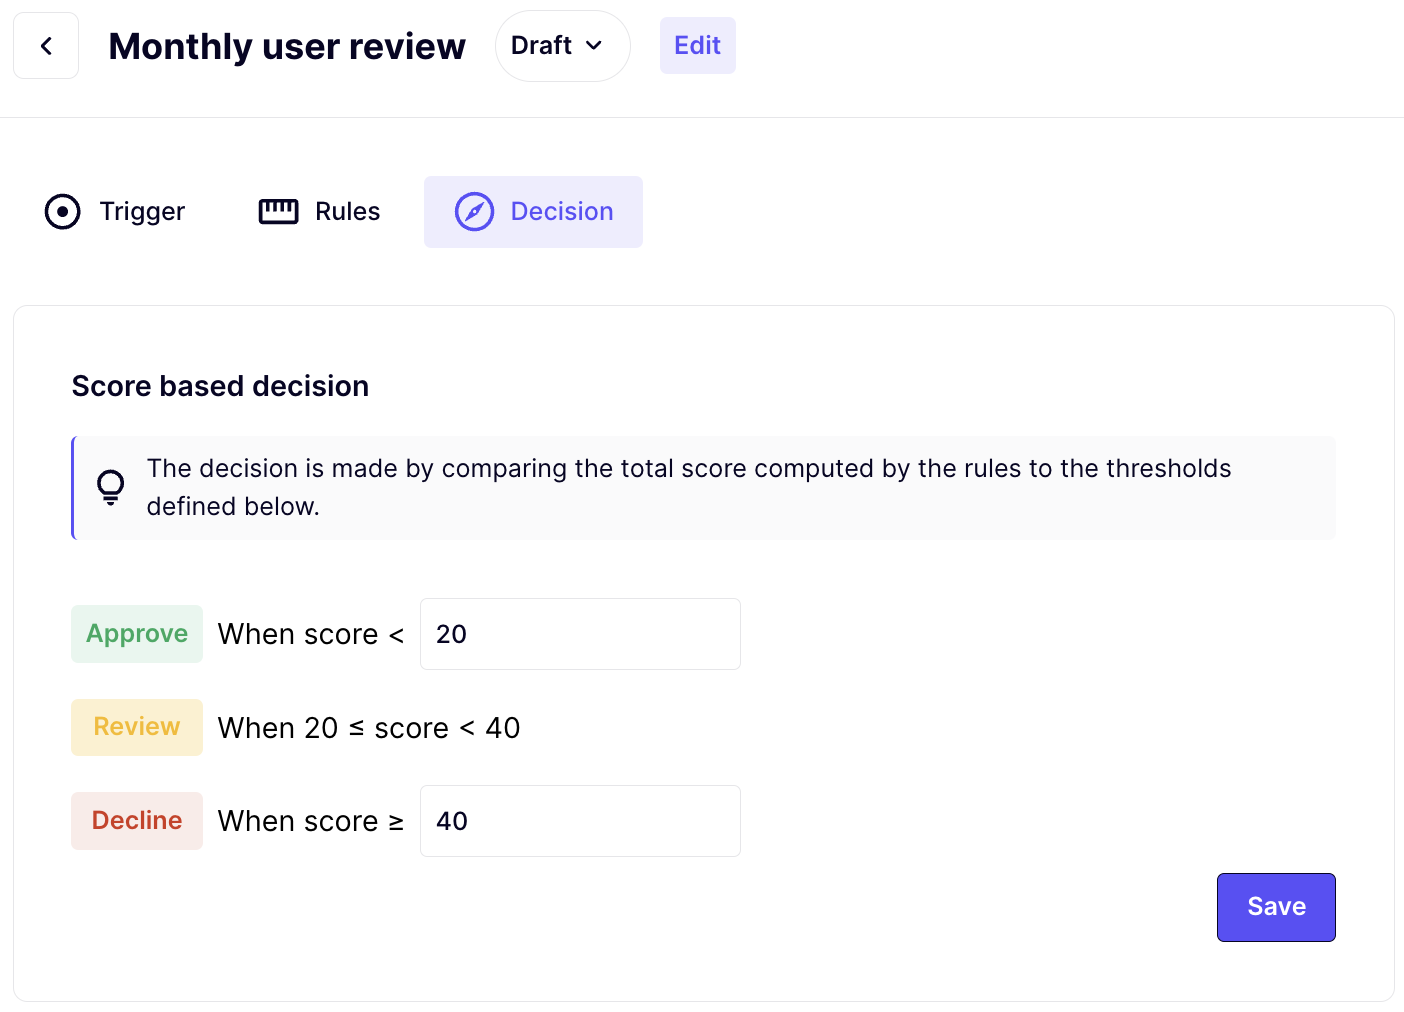 Monthly user review
Draft
Edit
Trigger
Rules
Decision
Score based decision
The decision is made by comparing the total score computed by the rules to the thresholds
defined below.
Approve When score < 20
Review When 20 ≤ score < 40
Decline When score ≥ 40
Save